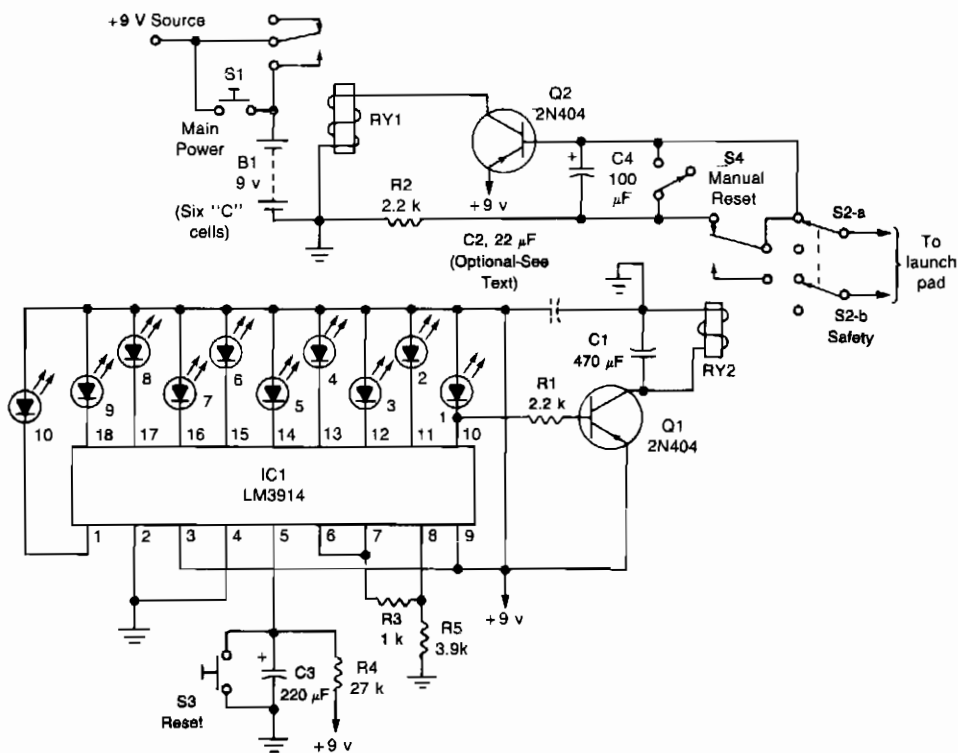 +9 V Source
S1
Main
Power
B1
9 v
(Six "C"
cells)
RY1
Q2
2N404
+9 v
R2
2.2 k
C4
100
µF
S4
Manual
Reset
S2-a
To
launch
pad
S2-b
Safety
C2, 22 µF
(Optional-See
Text)
C1
470 µF
RY2
R1
2.2 k
Q1
2N404
10
9
8
7
6
5
4
3
2
1
18
17
16
15
14
13
12
11
10
IC1
LM3914
1
2
3
4
5
6
7
8
9
R3
1 k
R5
3.9k
+9 v
S3
Reset
C3
220 µF
R4
27 k
+9 v